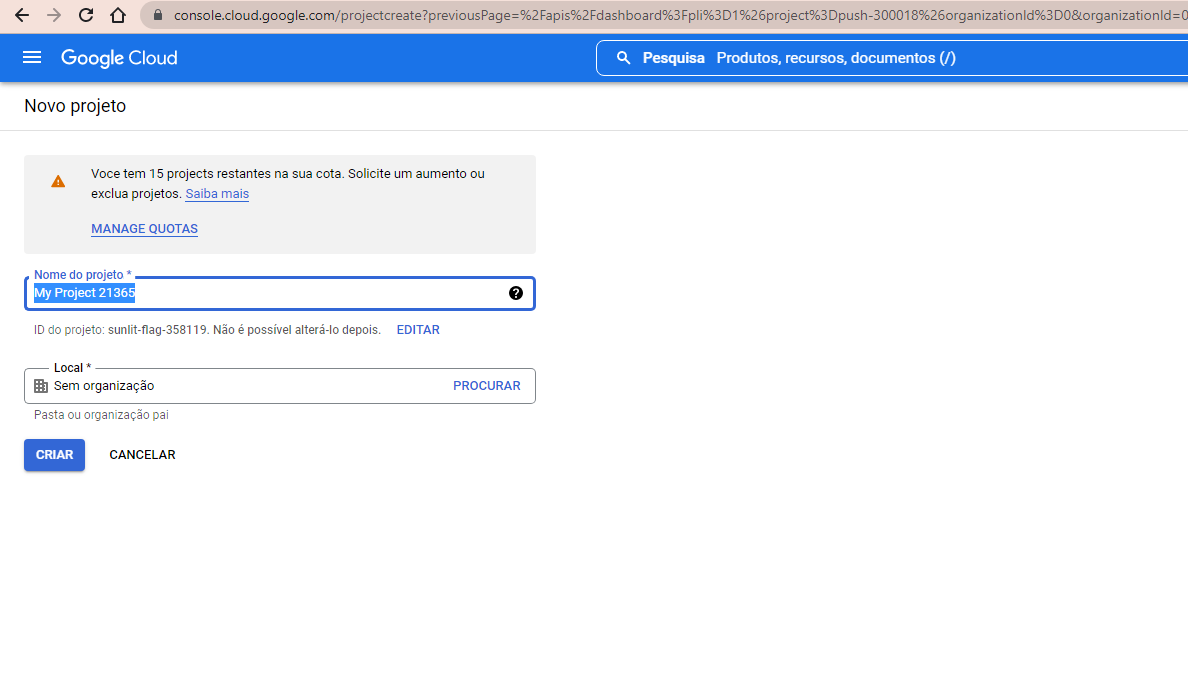 console.cloud.google.com/projectcreate?previousPage=%2Fapis%2Fdashboard%3Fpli%3D1%26project%3Dpush-300018%26organizationId%3D0&organizationId=0
Google Cloud
Pesquisa Produtos, recursos, documentos (/)
Novo projeto
Voce tem 15 projects restantes na sua cota. Solicite um aumento ou
exclua projetos. Saiba mais
MANAGE QUOTAS
Nome do projeto *
My Project 21365
ID do projeto: sunlit-flag-358119. Não é possível alterá-lo depois. EDITAR
Local *
Sem organização PROCURAR
Pasta ou organização pai
CRIAR CANCELAR